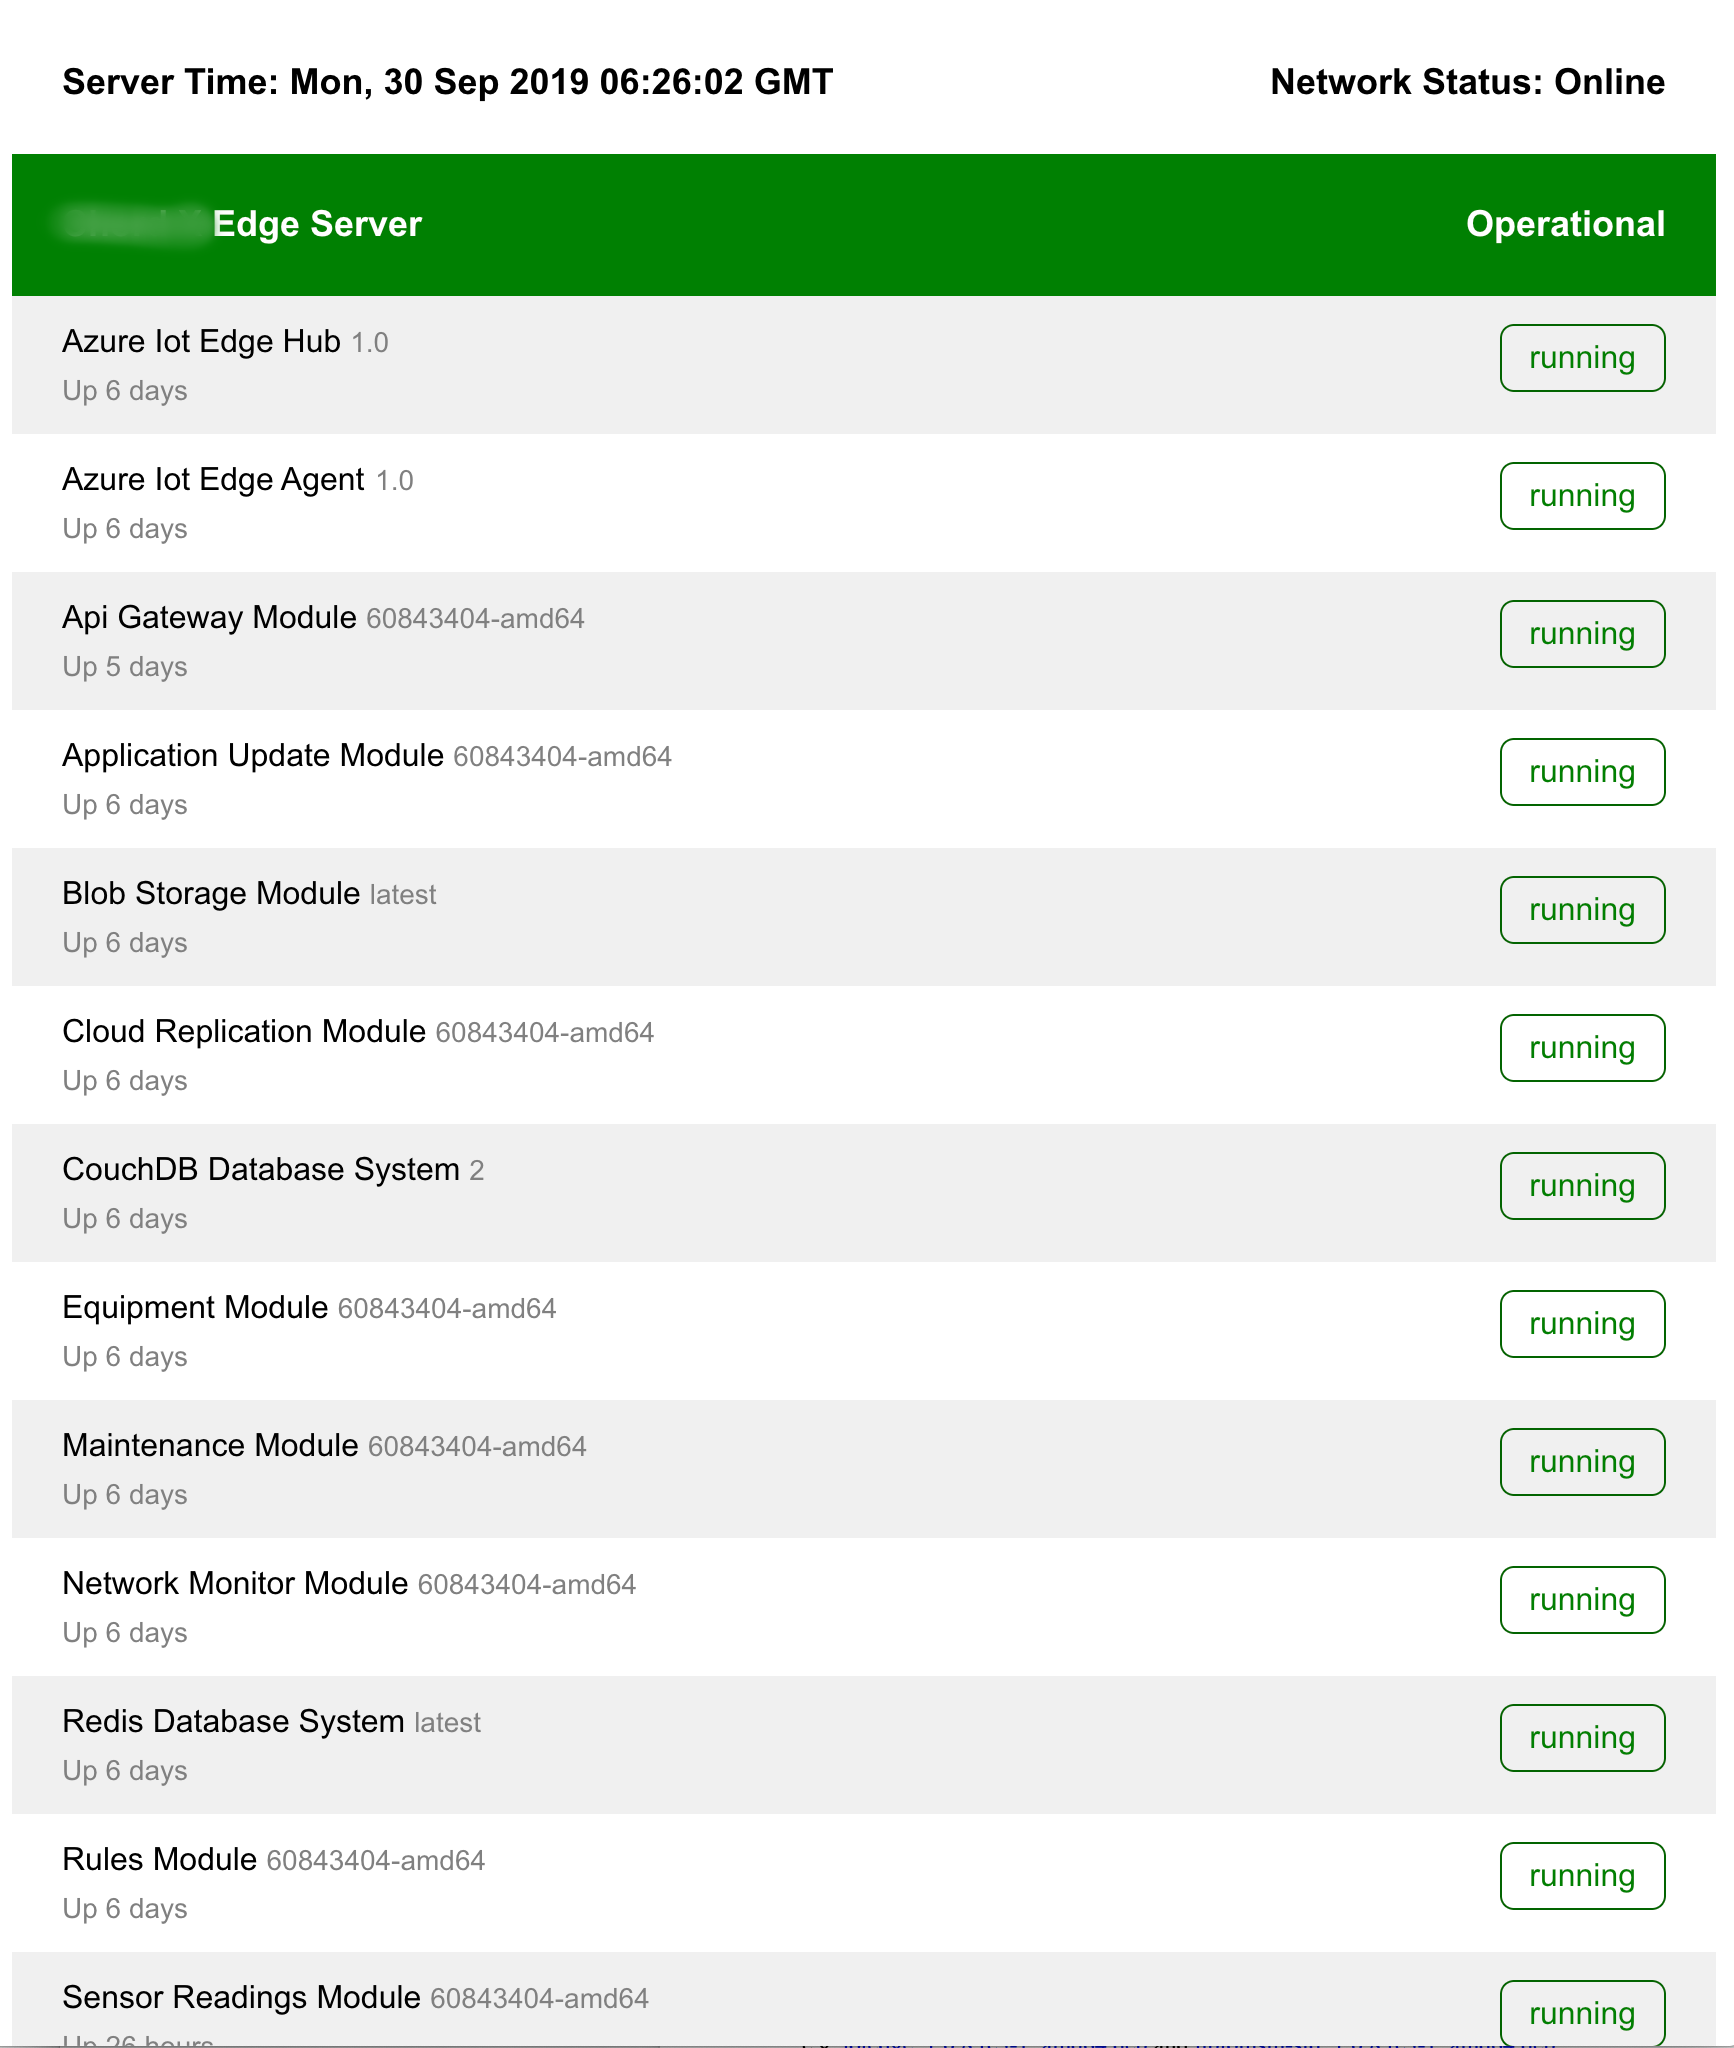 Server Time: Mon, 30 Sep 2019 06:26:02 GMT Network Status: Online
Edge Server Operational
Azure Iot Edge Hub 1.0 running
Up 6 days
Azure Iot Edge Agent 1.0 running
Up 6 days
Api Gateway Module 60843404-amd64 running
Up 5 days
Application Update Module 60843404-amd64 running
Up 6 days
Blob Storage Module latest running
Up 6 days
Cloud Replication Module 60843404-amd64 running
Up 6 days
CouchDB Database System 2 running
Up 6 days
Equipment Module 60843404-amd64 running
Up 6 days
Maintenance Module 60843404-amd64 running
Up 6 days
Network Monitor Module 60843404-amd64 running
Up 6 days
Redis Database System latest running
Up 6 days
Rules Module 60843404-amd64 running
Up 6 days
Sensor Readings Module 60843404-amd64 running
Up 26 hours